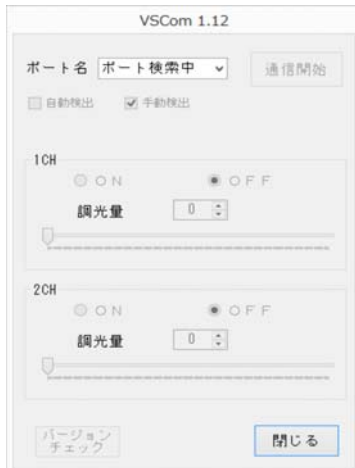 VSCom 1.12
ポート名 ポート検索中 通信開始
自動検出 手動検出
1CH
ＯＮ ＯＦＦ
調光量 0
2CH
ＯＮ ＯＦＦ
調光量 0
バージョン
チェック
閉じる